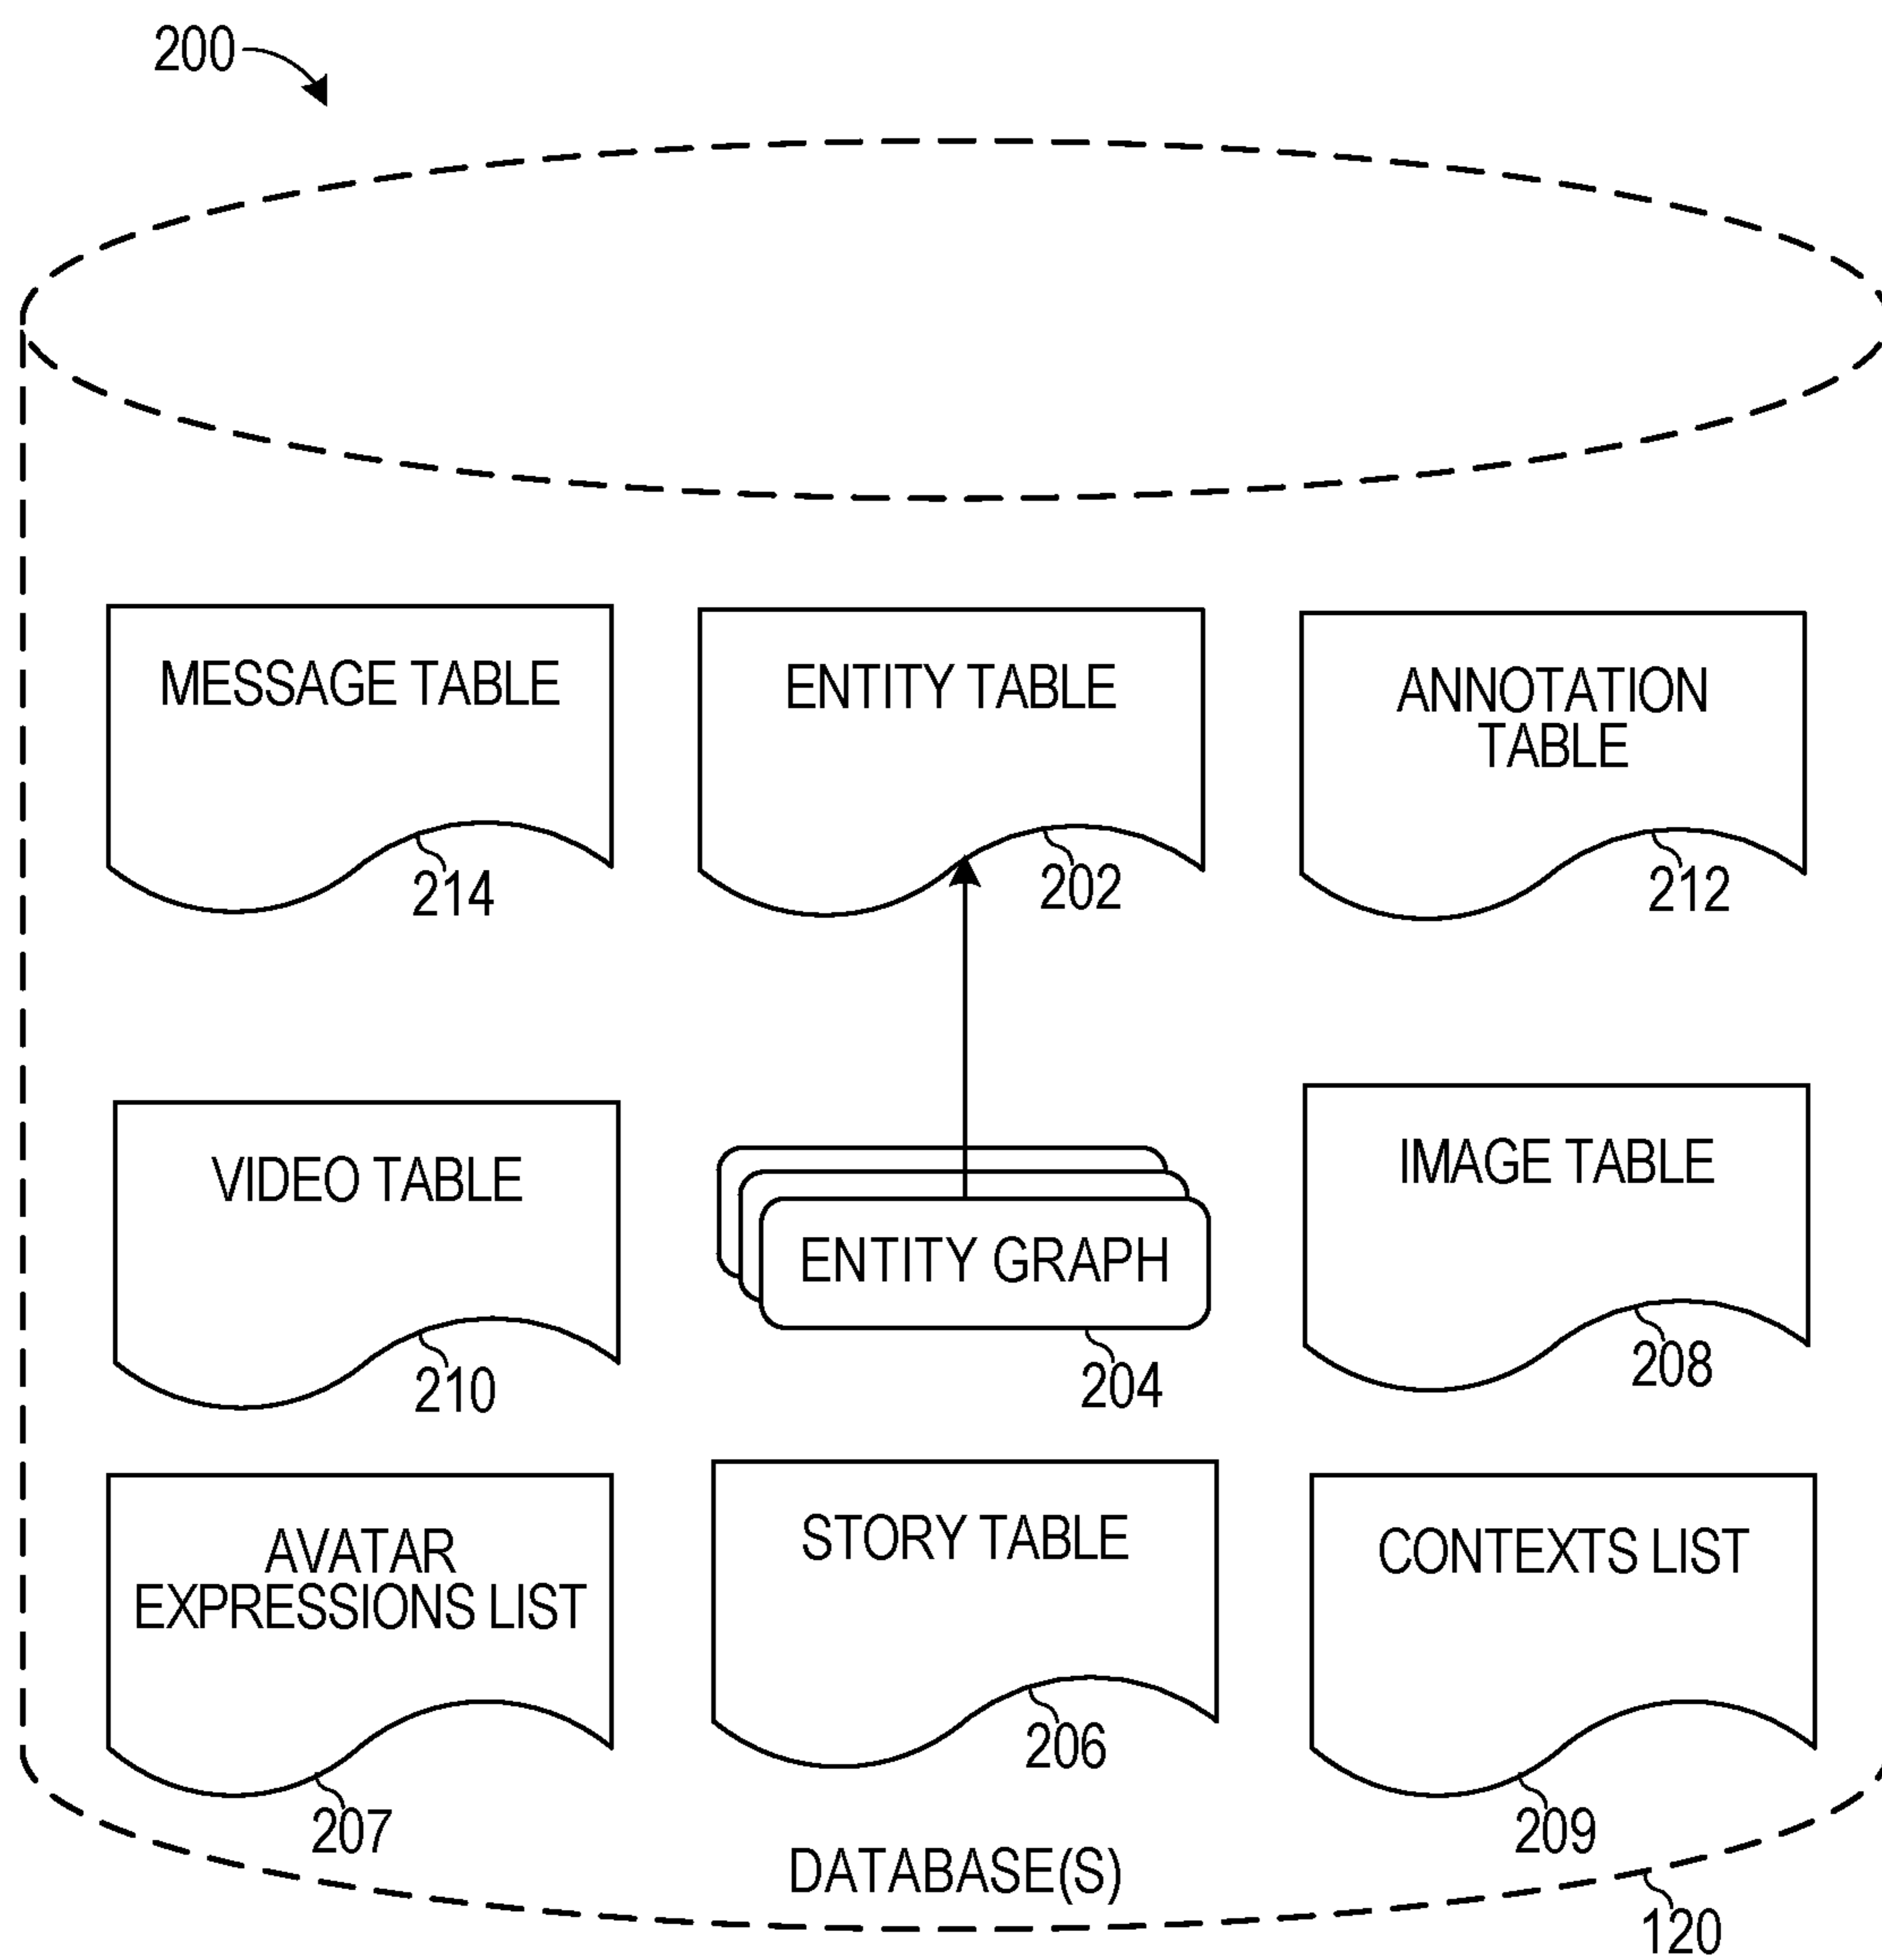 200
MESSAGE TABLE
214
ENTITY TABLE
202
ANNOTATION
TABLE
212
VIDEO TABLE
210
ENTITY GRAPH
204
IMAGE TABLE
208
AVATAR
EXPRESSIONS LIST
207
STORY TABLE
206
CONTEXTS LIST
209
DATABASE(S)
120